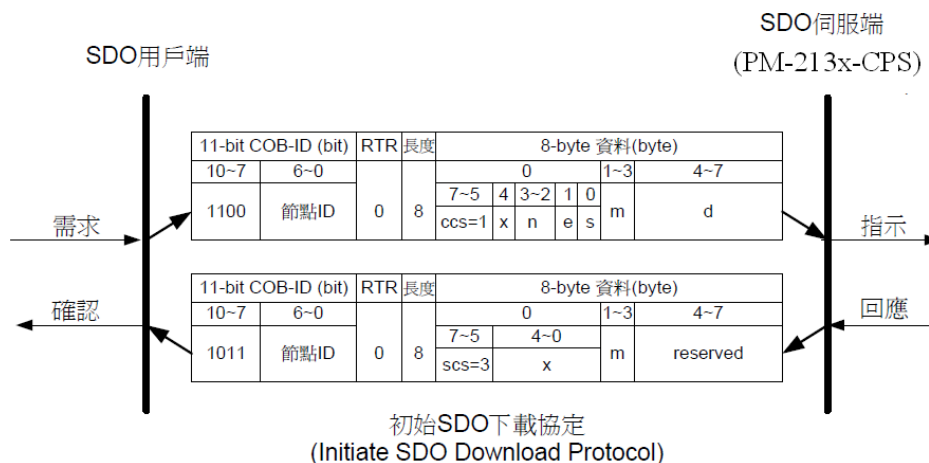 SDO用戶端
SDO伺服端
(PM-213x-CPS)
11-bit COB-ID (bit) RTR 長度 8-byte 資料(byte)
10~7 6~0 0 1~3 4~7
7~5 4 3~2 1 0
1100 節點ID 0 8 ccs=1 x n e s m d
需求
指示
11-bit COB-ID (bit) RTR 長度 8-byte 資料(byte)
10~7 6~0 0 1~3 4~7
7~5 4~0
1011 節點ID 0 8 scs=3 x m reserved
確認
回應
初始SDO下載協定
(Initiate SDO Download Protocol)